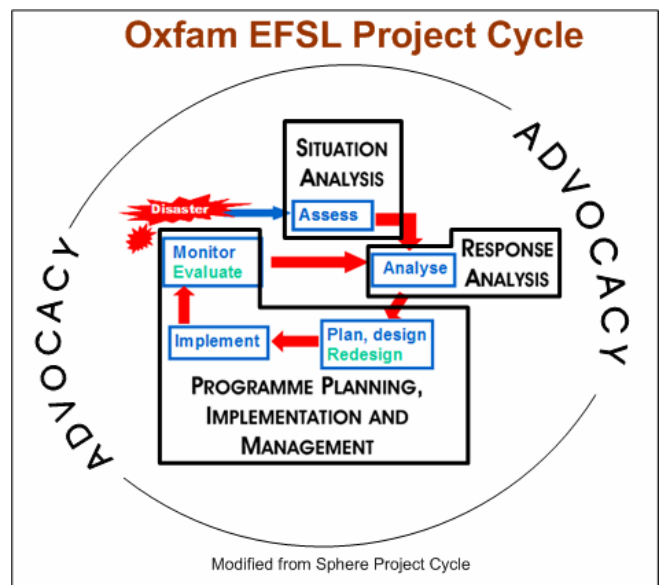 Oxfam EFSL Project Cycle
ADVOCACY
SITUATION
ANALYSIS
Disaster
Assess
Monitor
Evaluate
Analyse
RESPONSE
ANALYSIS
Implement
Plan, design
Redesign
PROGRAMME PLANNING,
IMPLEMENTATION AND
MANAGEMENT
ADVOCACY
Modified from Sphere Project Cycle